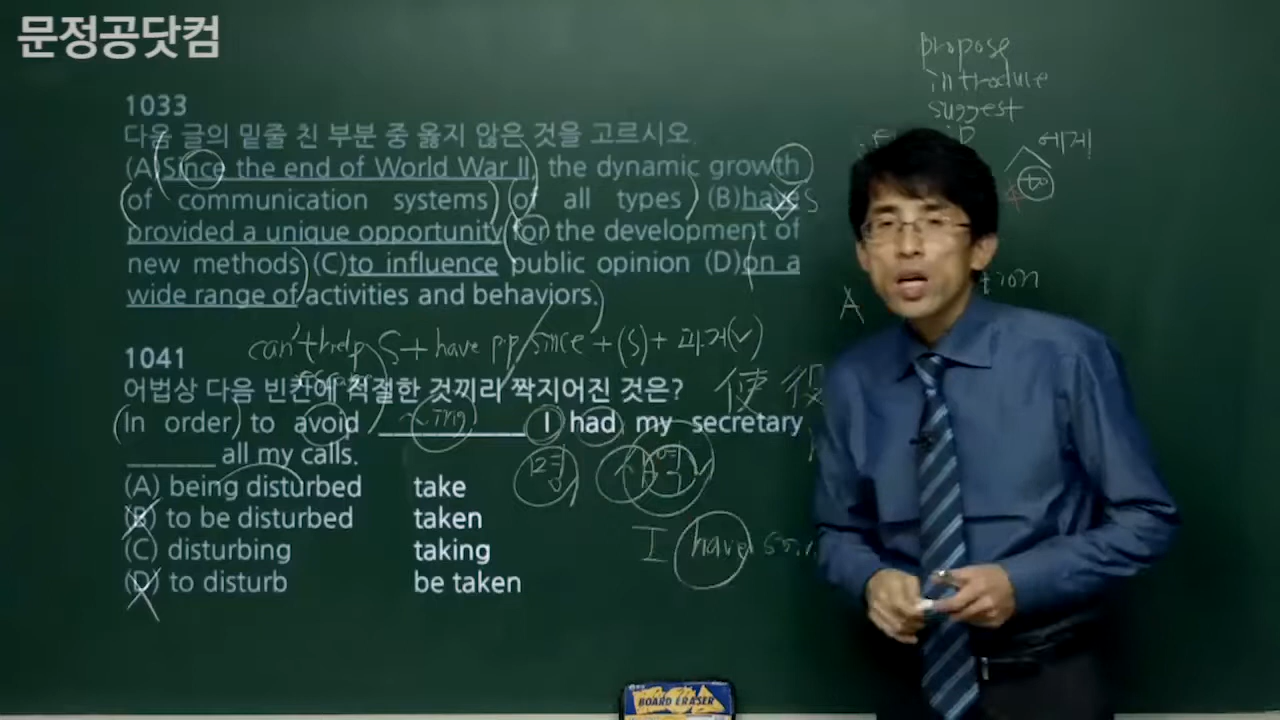 문정공닷컴
propose
introduce
suggest
에게
to
1033
다음 글의 밑줄 친 부분 중 옳지 않은 것을 고르시오.
(A) Since the end of World War II, the dynamic growth
of communication systems of all types (B)have S
provided a unique opportunity for the development of
new methods (C)to influence public opinion (D)on a
wide range of activities and behaviors.
tion
A
can't help S + have pp since + (S) + 과거(v)
1041
어법상 다음 빈칸에 적절한 것끼리 짝지어진 것은?
使 役
In order to avoid ~ing I had my secretary
all my calls.
(A) being disturbed take
(B) to be disturbed taken
(C) disturbing taking
(D) to disturb be taken
I have
BOARD ERASER